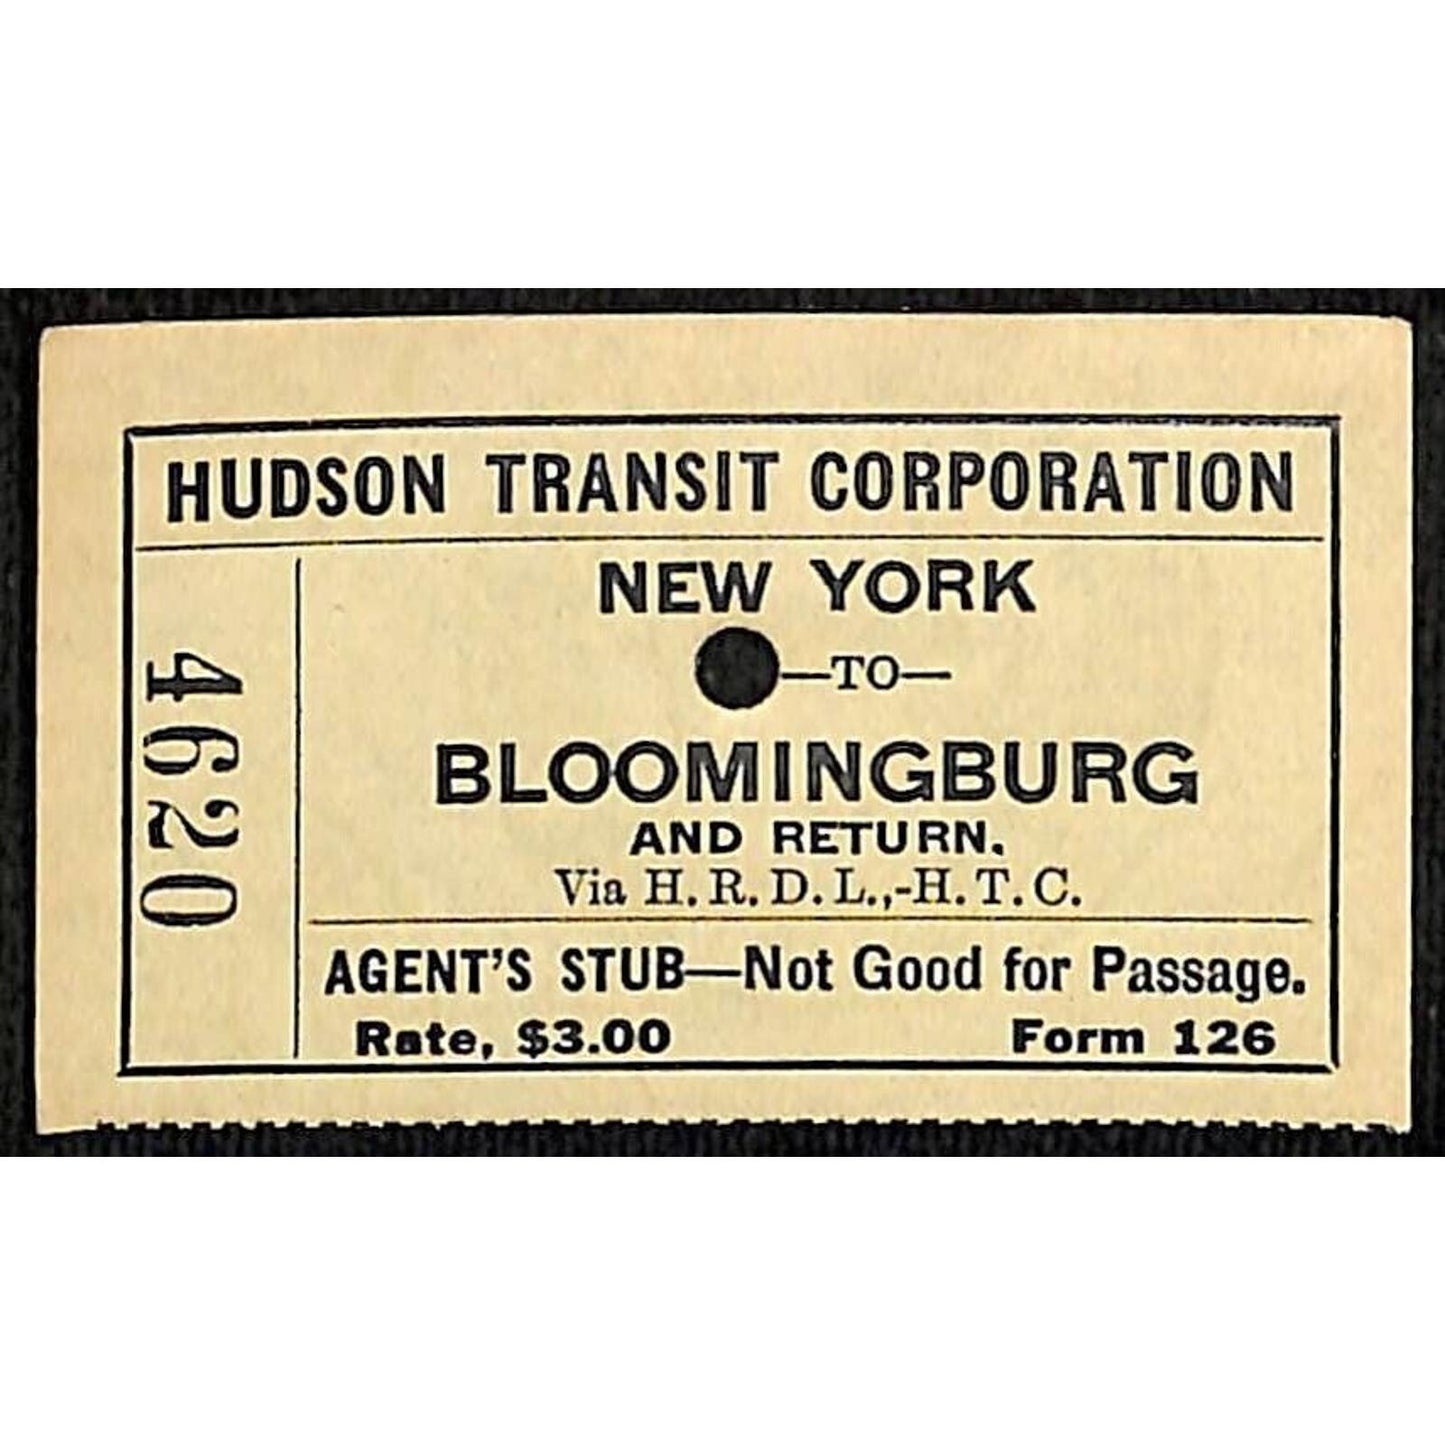 HUDSON TRANSIT CORPORATION
4620
NEW YORK
—TO—
BLOOMINGBURG
AND RETURN.
Via H. R. D. L.,-H. T. C.
AGENT'S STUB—Not Good for Passage.
Rate, $3.00 Form 126